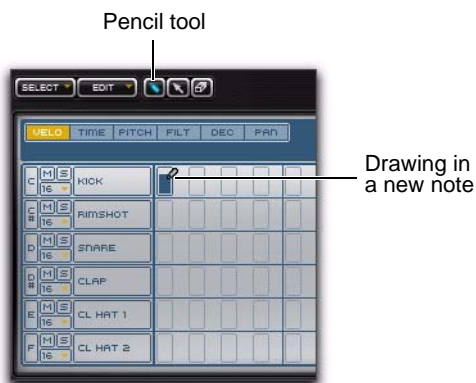 Pencil tool
SELECT EDIT
VELO TIME PITCH FILT DEC PAN
Drawing in
a new note
C M S 16 KICK
C# M S 16 RIMSHOT
D M S 16 SNARE
D# M S 16 CLAP
E M S 16 CL HAT 1
F M S 16 CL HAT 2